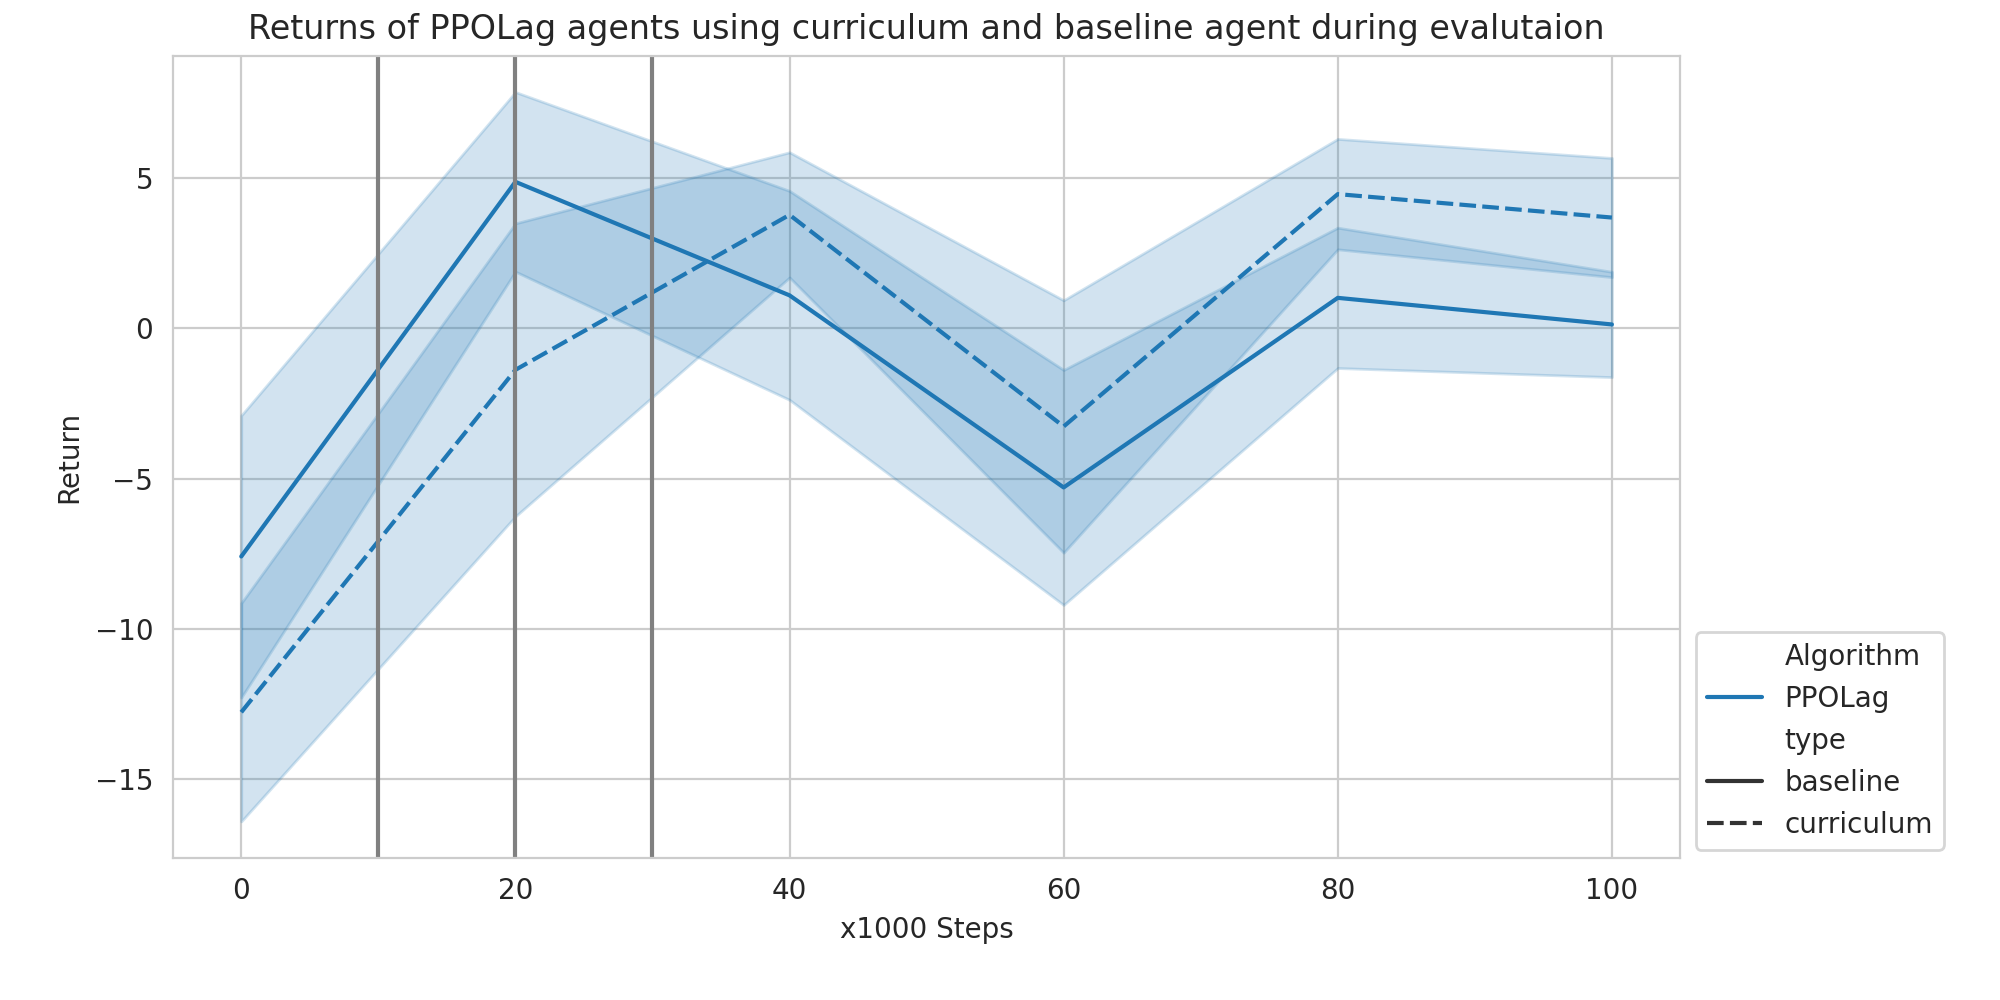 Returns of PPOLag agents using curriculum and baseline agent during evalutaion
5
0
−5
−10
−15
Return
0 20 40 60 80 100
x1000 Steps
Algorithm
PPOLag
type
baseline
curriculum